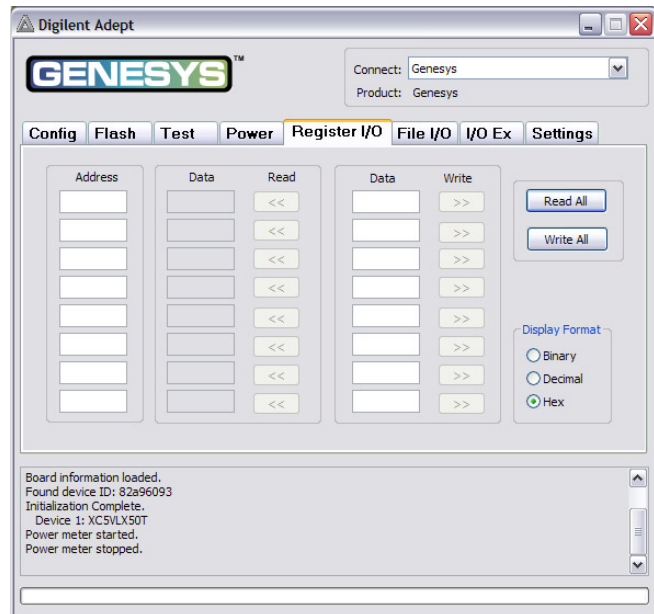 Digilent Adept
GENESYS™
Connect: Genesys
Product: Genesys
Config Flash Test Power Register I/O File I/O I/O Ex Settings
Address Data Read Data Write
<< >>
<< >>
<< >>
<< >>
<< >>
<< >>
<< >>
<< >>
Read All
Write All
Display Format
Binary
Decimal
Hex
Board information loaded.
Found device ID: 82a96093
Initialization Complete.
Device 1: XC5VLX50T
Power meter started.
Power meter stopped.